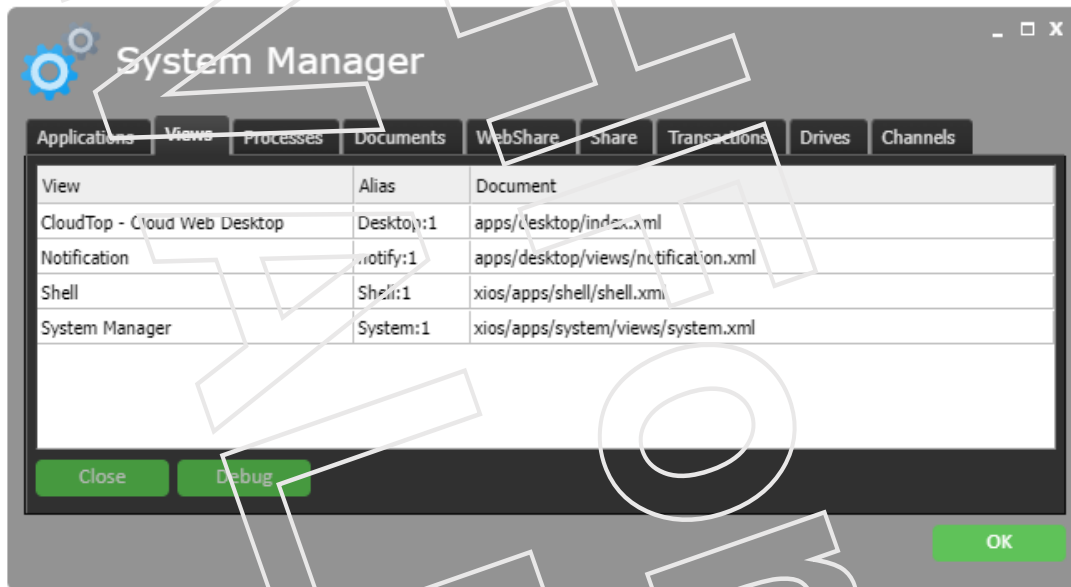 System Manager
Applications Views Processes Documents WebShare Share Transactions Drives Channels
View Alias Document
CloudTop - Cloud Web Desktop Desktop:1 apps/desktop/index.xml
Notification notify:1 apps/desktop/views/notification.xml
Shell Shell:1 xios/apps/shell/shell.xml
System Manager System:1 xios/apps/system/views/system.xml
Close Debug
OK